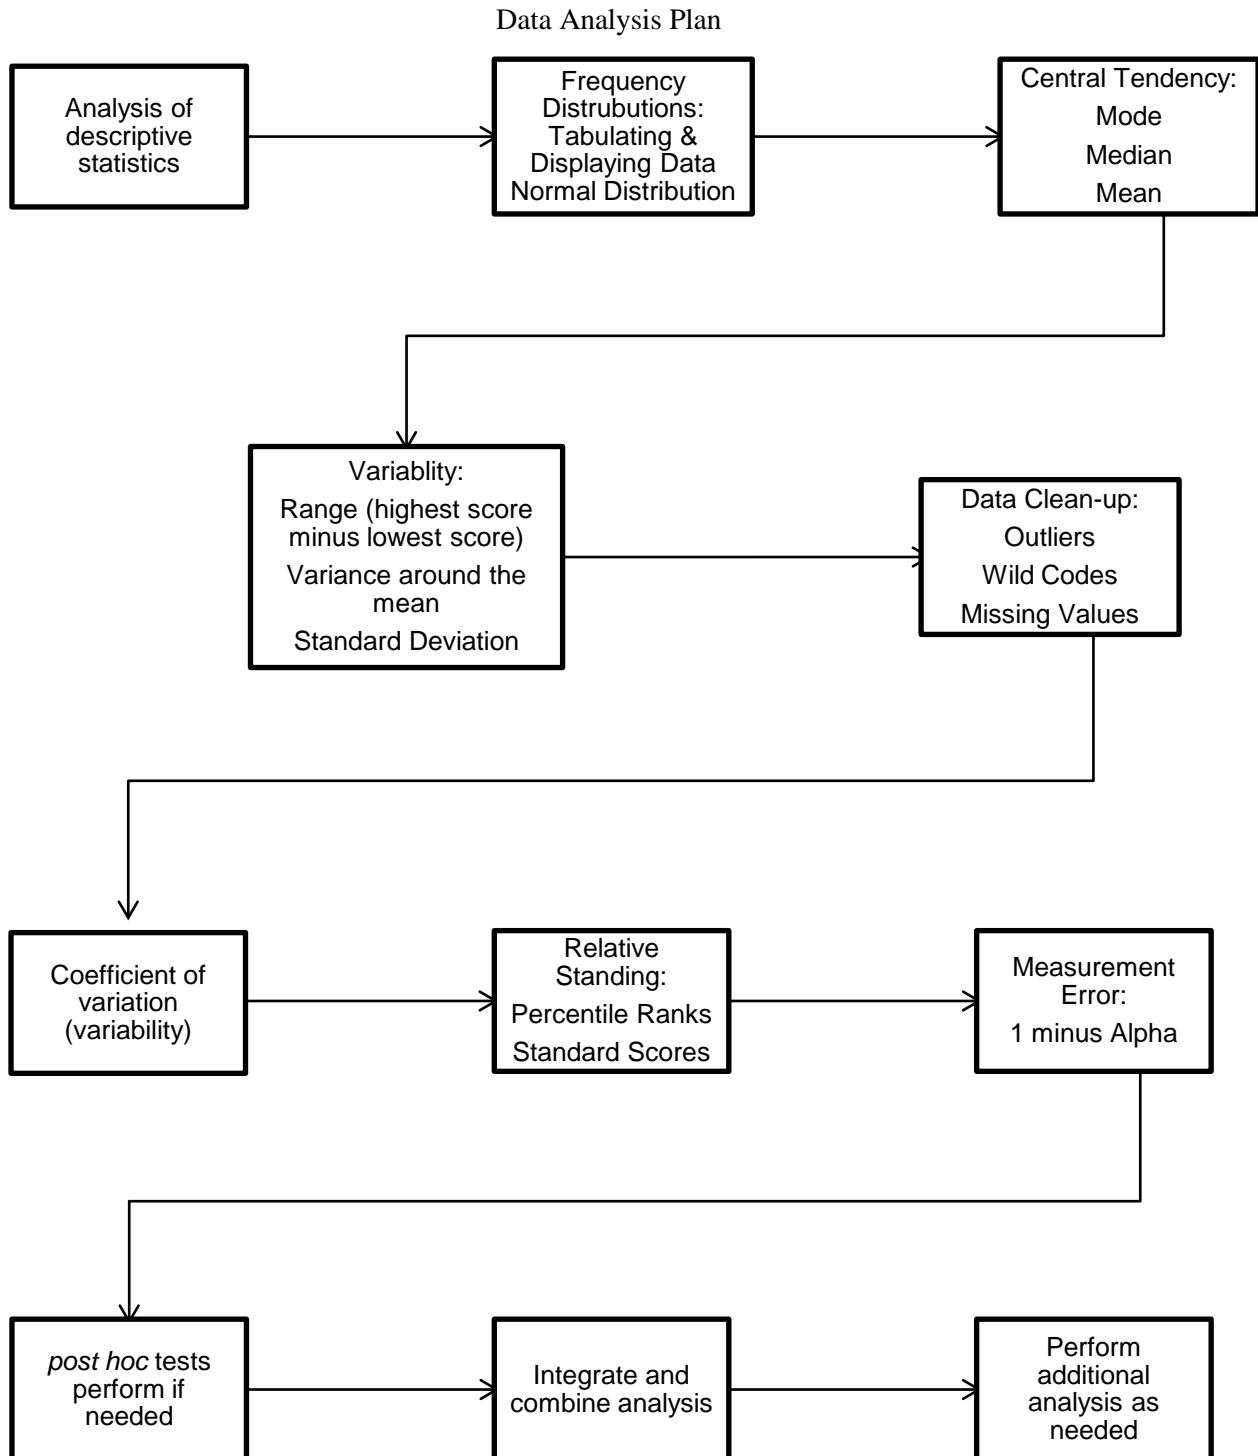 Data Analysis Plan
Analysis of
descriptive
statistics
Frequency
Distrubutions:
Tabulating &
Displaying Data
Normal Distribution
Central Tendency:
Mode
Median
Mean
Variablity:
Range (highest score
minus lowest score)
Variance around the
mean
Standard Deviation
Data Clean-up:
Outliers
Wild Codes
Missing Values
Coefficient of
variation
(variability)
Relative
Standing:
Percentile Ranks
Standard Scores
Measurement
Error:
1 minus Alpha
post hoc tests
perform if
needed
Integrate and
combine analysis
Perform
additional
analysis as
needed